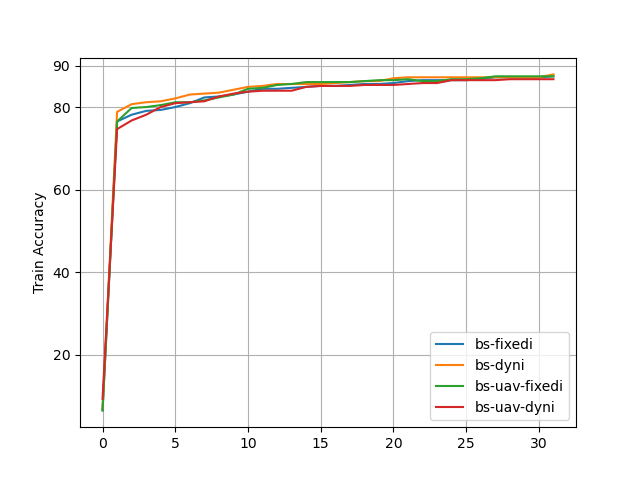 90
80
60
40
20
Train Accuracy
0 5 10 15 20 25 30
bs-fixedi
bs-dyni
bs-uav-fixedi
bs-uav-dyni